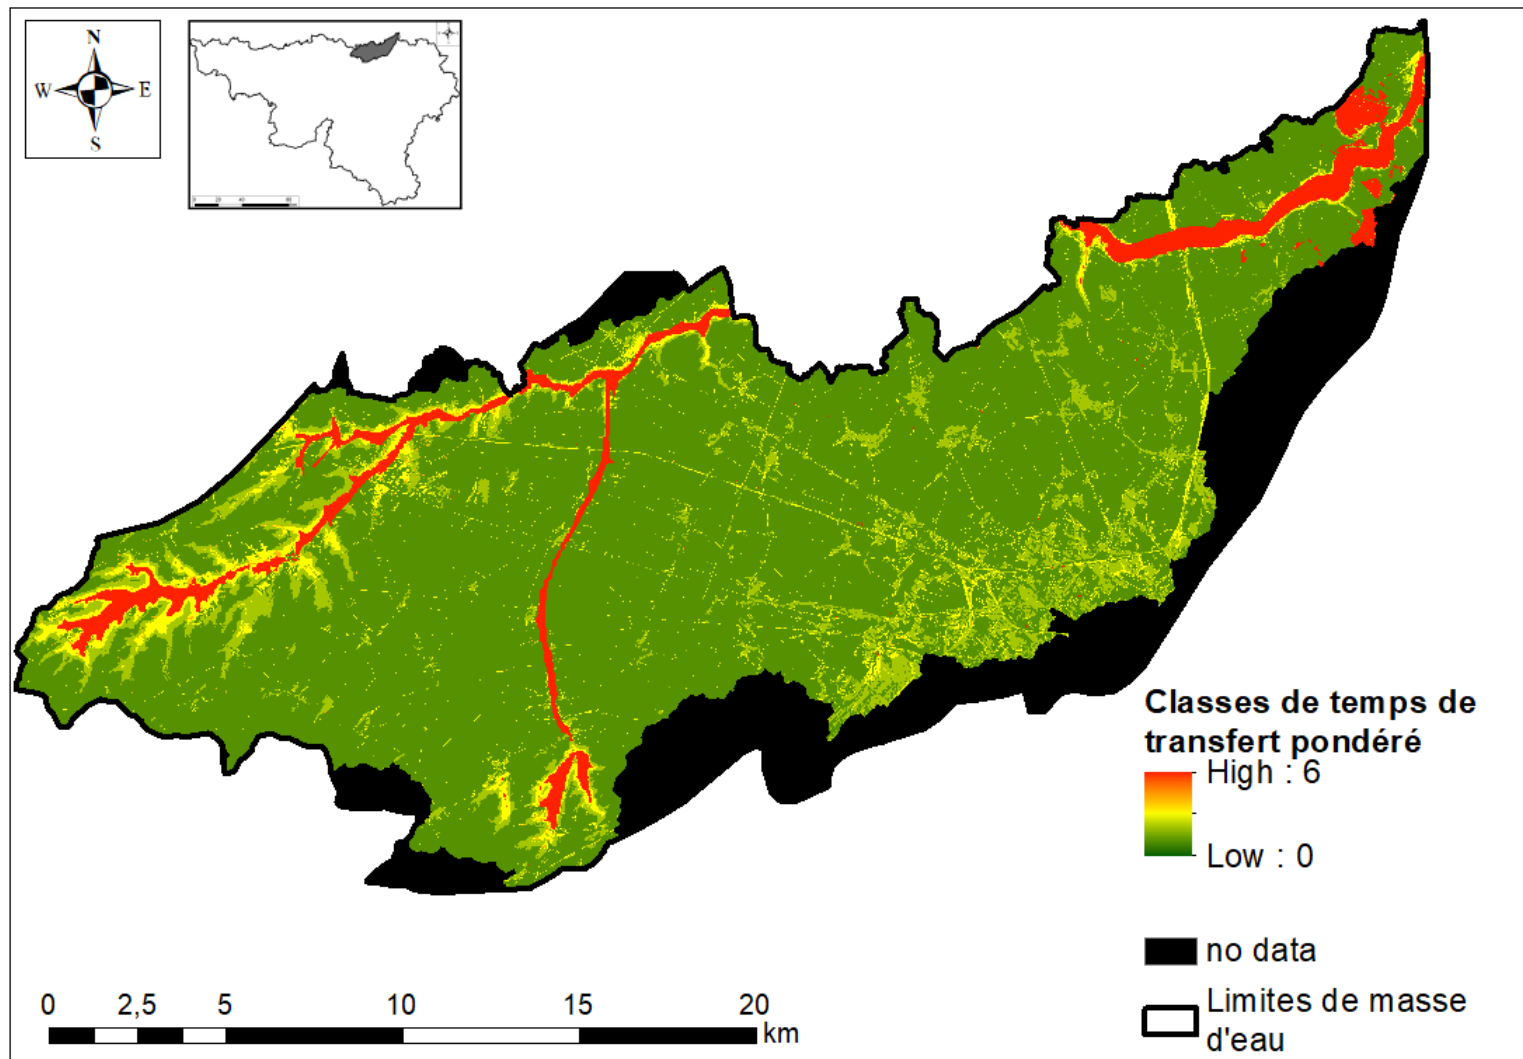 N
W E
S
Classes de temps de
transfert pondéré
High : 6
Low : 0
no data
Limites de masse
d'eau
0 2,5 5 10 15 20
km